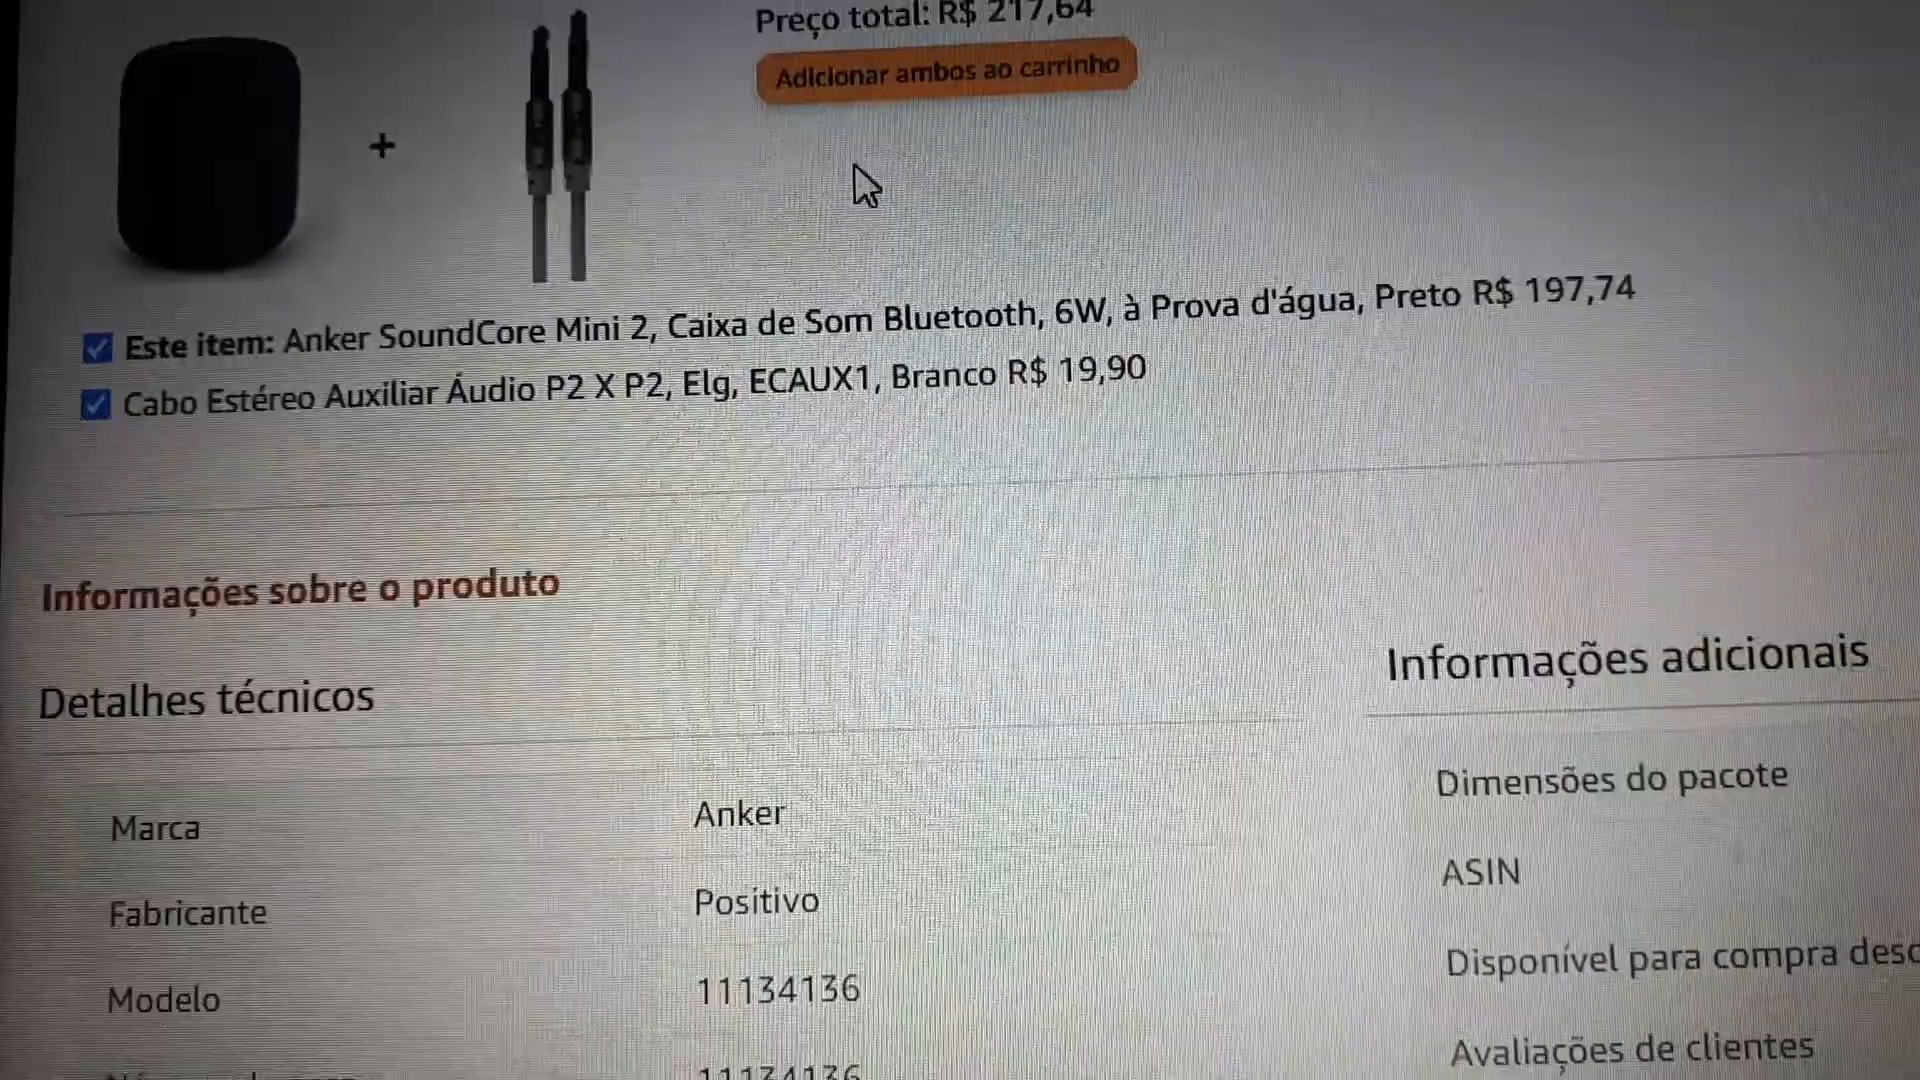 Preço total: R$ 217,64
Adicionar ambos ao carrinho
+
Este item: Anker SoundCore Mini 2, Caixa de Som Bluetooth, 6W, à Prova d'água, Preto R$ 197,74
Cabo Estéreo Auxiliar Áudio P2 X P2, Elg, ECAUX1, Branco R$ 19,90
Informações sobre o produto
Detalhes técnicos
Marca Anker
Fabricante Positivo
Modelo 11134136
11134136
Informações adicionais
Dimensões do pacote
ASIN
Disponível para compra desd
Avaliações de clientes